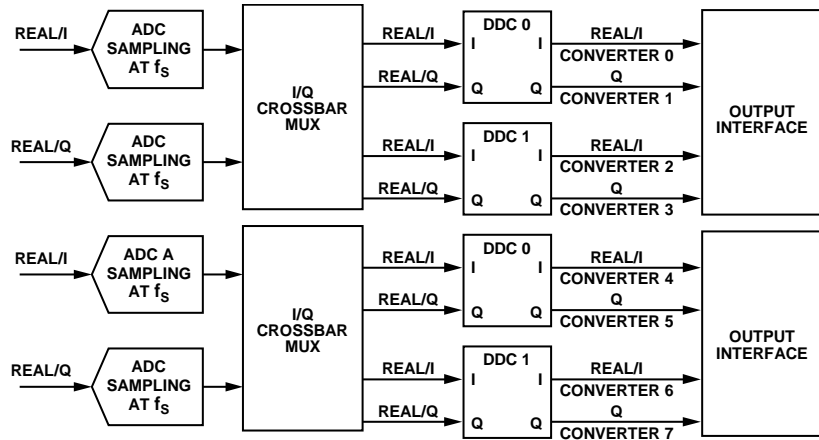 REAL/I
ADC
SAMPLING
AT fS
REAL/Q
ADC
SAMPLING
AT fS
I/Q
CROSSBAR
MUX
REAL/I
REAL/Q
REAL/I
REAL/Q
DDC 0
I
I
Q
Q
DDC 1
I
I
Q
Q
REAL/I
CONVERTER 0
Q
CONVERTER 1
REAL/I
CONVERTER 2
Q
CONVERTER 3
OUTPUT
INTERFACE
REAL/I
ADC A
SAMPLING
AT fS
REAL/Q
ADC
SAMPLING
AT fS
I/Q
CROSSBAR
MUX
REAL/I
REAL/Q
REAL/I
REAL/Q
DDC 0
I
I
Q
Q
DDC 1
I
I
Q
Q
REAL/I
CONVERTER 4
Q
CONVERTER 5
REAL/I
CONVERTER 6
Q
CONVERTER 7
OUTPUT
INTERFACE